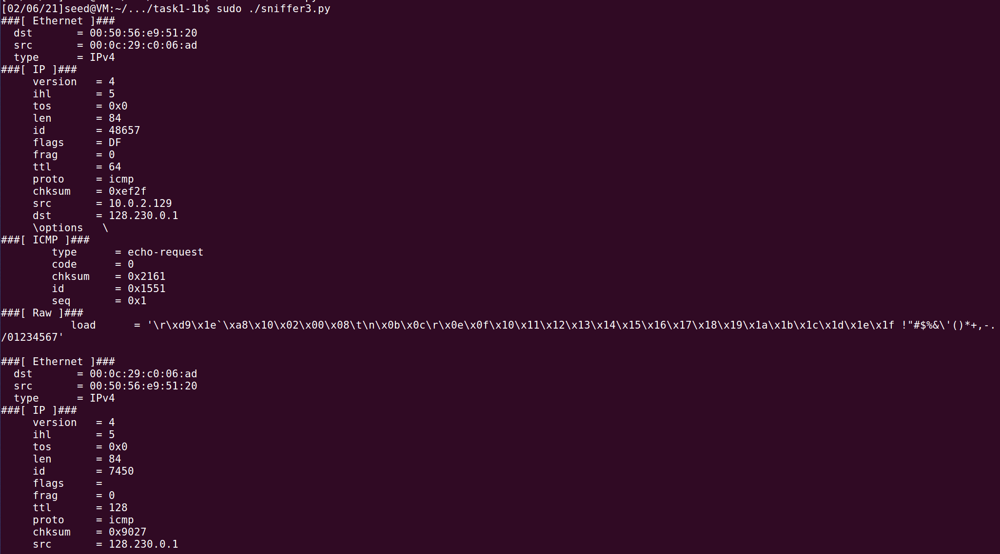 [02/06/21]seed@VM:~/.../task1-1b$ sudo ./sniffer3.py
###[ Ethernet ]###
  dst       = 00:50:56:e9:51:20
  src       = 00:0c:29:c0:06:ad
  type      = IPv4
###[ IP ]###
     version   = 4
     ihl       = 5
     tos       = 0x0
     len       = 84
     id        = 48657
     flags     = DF
     frag      = 0
     ttl       = 64
     proto     = icmp
     chksum    = 0xef2f
     src       = 10.0.2.129
     dst       = 128.230.0.1
     \options   \
###[ ICMP ]###
        type      = echo-request
        code      = 0
        chksum    = 0x2161
        id        = 0x1551
        seq       = 0x1
###[ Raw ]###
           load      = '\r\xd9\x1e`\xa8\x10\x02\x00\x08\t\n\x0b\x0c\r\x0e\x0f\x10\x11\x12\x13\x14\x15\x16\x17\x18\x19\x1a\x1b\x1c\x1d\x1e\x1f !"#$%&\'()*+,-.
/01234567'

###[ Ethernet ]###
  dst       = 00:0c:29:c0:06:ad
  src       = 00:50:56:e9:51:20
  type      = IPv4
###[ IP ]###
     version   = 4
     ihl       = 5
     tos       = 0x0
     len       = 84
     id        = 7450
     flags     =
     frag      = 0
     ttl       = 128
     proto     = icmp
     chksum    = 0x9027
     src       = 128.230.0.1